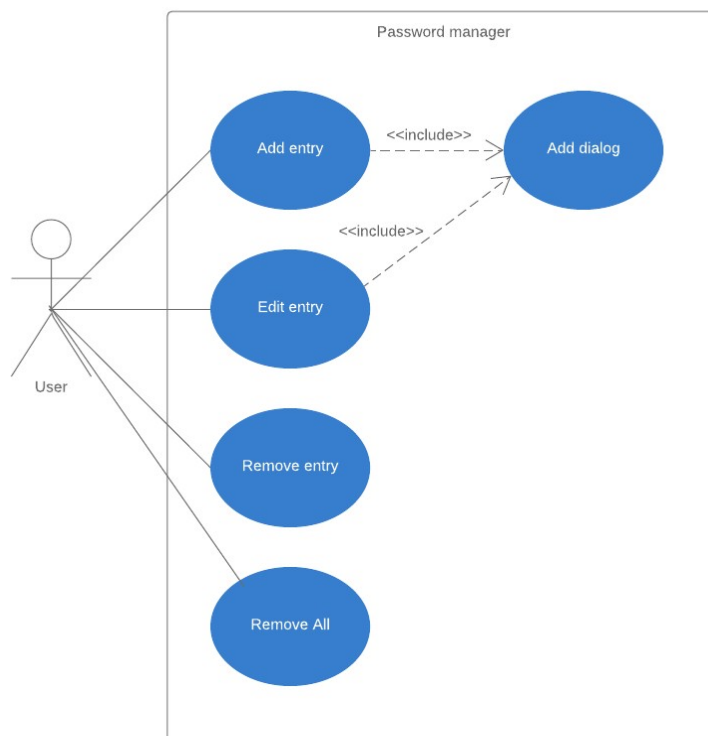 Password manager
Add entry
<<include>>
Add dialog
<<include>>
Edit entry
User
Remove entry
Remove All